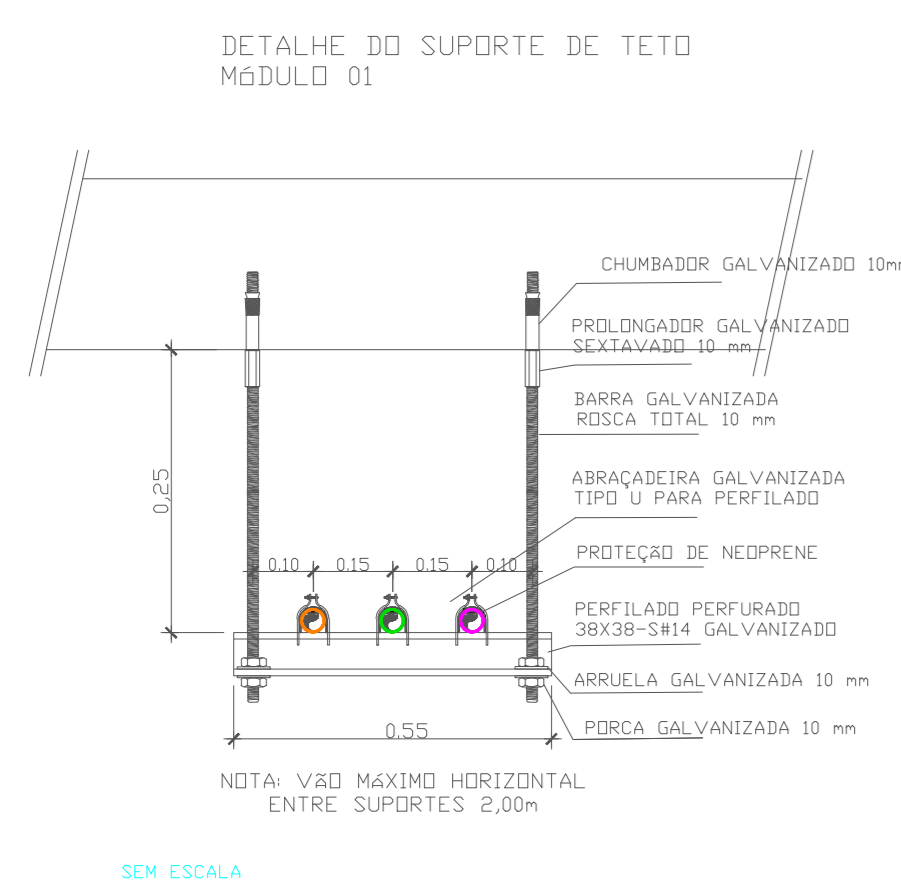 DETALHE DO SUPORTE DE TETO
MóDULO 01
CHUMBADOR GALVANIZADO 10mm
PROLONGADOR GALVANIZADO
SEXTAVADO 10 mm
BARRA GALVANIZADA
ROSCA TOTAL 10 mm
0,25
ABRAÇADEIRA GALVANIZADA
TIPO U PARA PERFILADO
PROTEÇãO DE NEOPRENE
0.10 0.15 0.15 0.10
PERFILADO PERFURADO
38X38-S#14 GALVANIZADO
ARRUELA GALVANIZADA 10 mm
PORCA GALVANIZADA 10 mm
0.55
NOTA: VãO MáXIMO HORIZONTAL
ENTRE SUPORTES 2,00m
SEM ESCALA